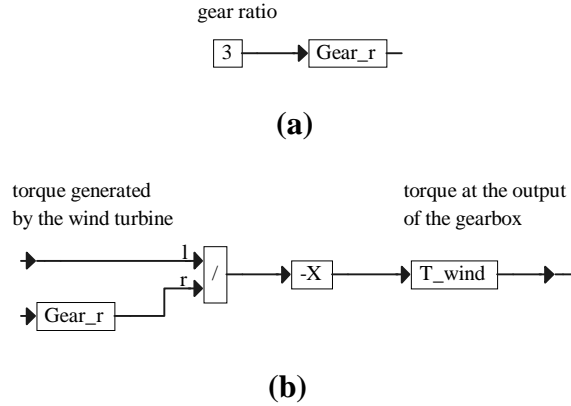 gear ratio
3
Gear_r
(a)
torque generated
by the wind turbine
torque at the output
of the gearbox
l
r
/
-X
T_wind
Gear_r
(b)